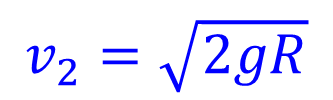 v₂ = √2gR